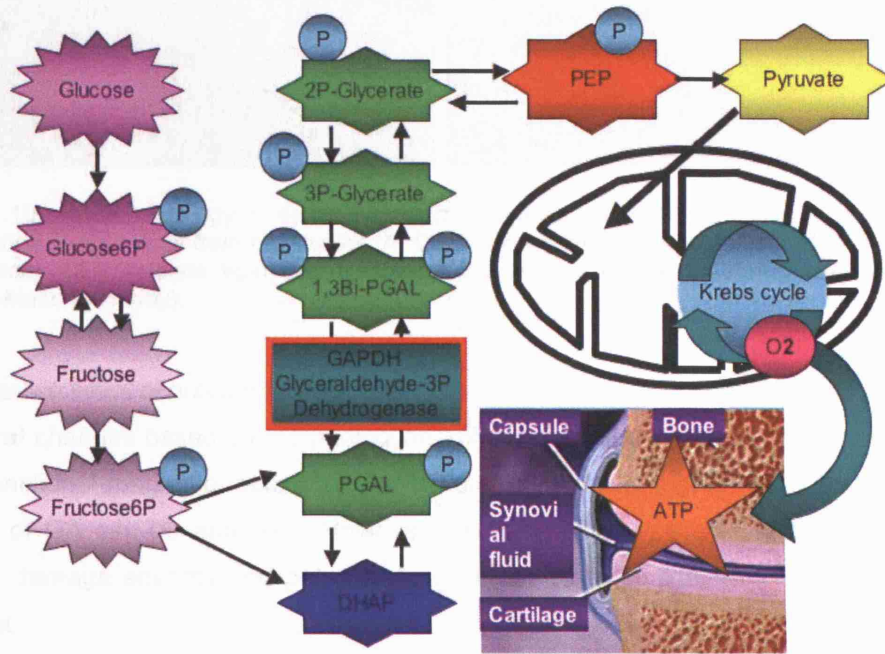 Glucose
P
Glucose6P
Fructose
P
Fructose6P
P
2P-Glycerate
P
3P-Glycerate
P
P
1,3Bi-PGAL
GAPDH
Glyceraldehyde-3P
Dehydrogenase
P
PGAL
DHAP
P
PEP
Pyruvate
Krebs cycle
O2
Capsule
Bone
Synovi
al
fluid
ATP
Cartilage